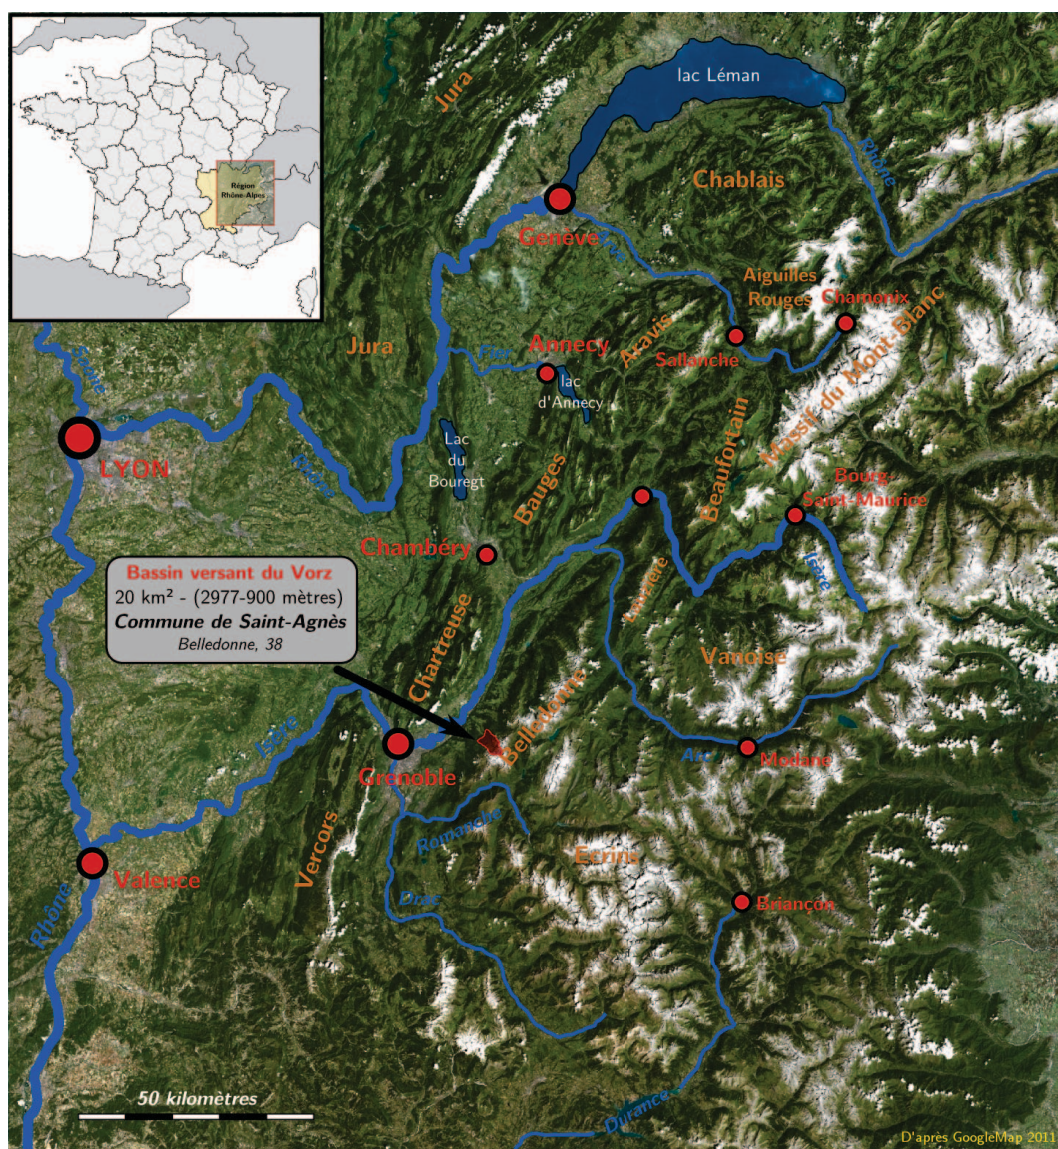 Région
Rhône-Alpes
lac Léman
Jura
Rhône
Chablais
Genève
Arve
Aiguilles
Rouges
Chamonix
Sallanche
Massif du Mont-Blanc
Saône
Jura
Fier
Annecy
Aravis
lac
d'Annecy
LYON
Rhône
Lac
du
Bouregt
Bauges
Beaufortain
Bourg-
Saint-Maurice
Isère
Chambéry
Bassin versant du Vorz
20 km² - (2977-900 mètres)
Commune de Saint-Agnès
Belledonne, 38
Chartreuse
Lauzière
Vanoise
Belledonne
Isère
Grenoble
Arc
Modane
Romanche
Vercors
Ecrins
Valence
Drac
Briançon
Rhône
50 kilomètres
Durance
D'apres GoogleMap 2011